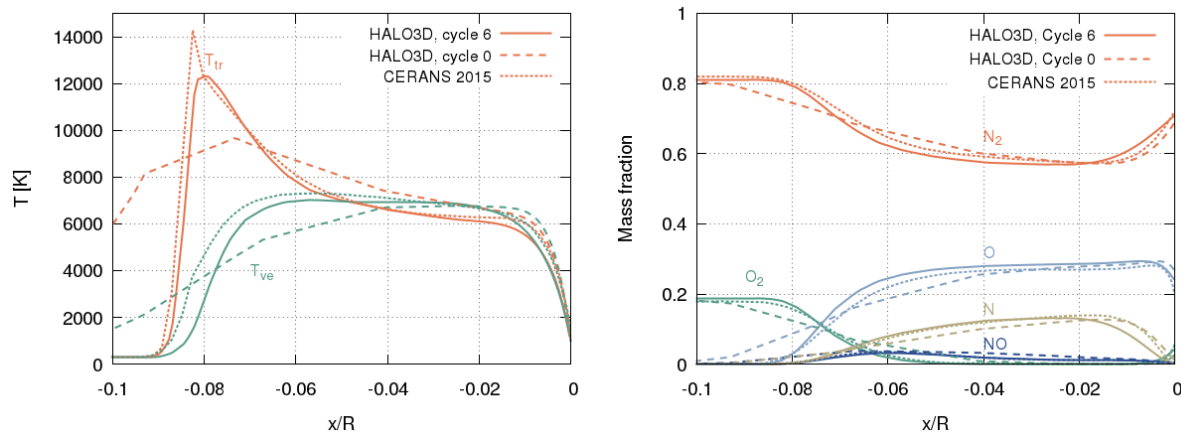 14000
12000
10000
8000
6000
4000
2000
0
T [K]
-0.1
-0.08
-0.06
-0.04
-0.02
0
x/R
HALO3D, cycle 6
HALO3D, cycle 0
CERANS 2015
T_tr
T_ve
1
0.8
0.6
0.4
0.2
0
Mass fraction
-0.1
-0.08
-0.06
-0.04
-0.02
0
x/R
HALO3D, Cycle 6
HALO3D, Cycle 0
CERANS 2015
N₂
O
O₂
N
NO